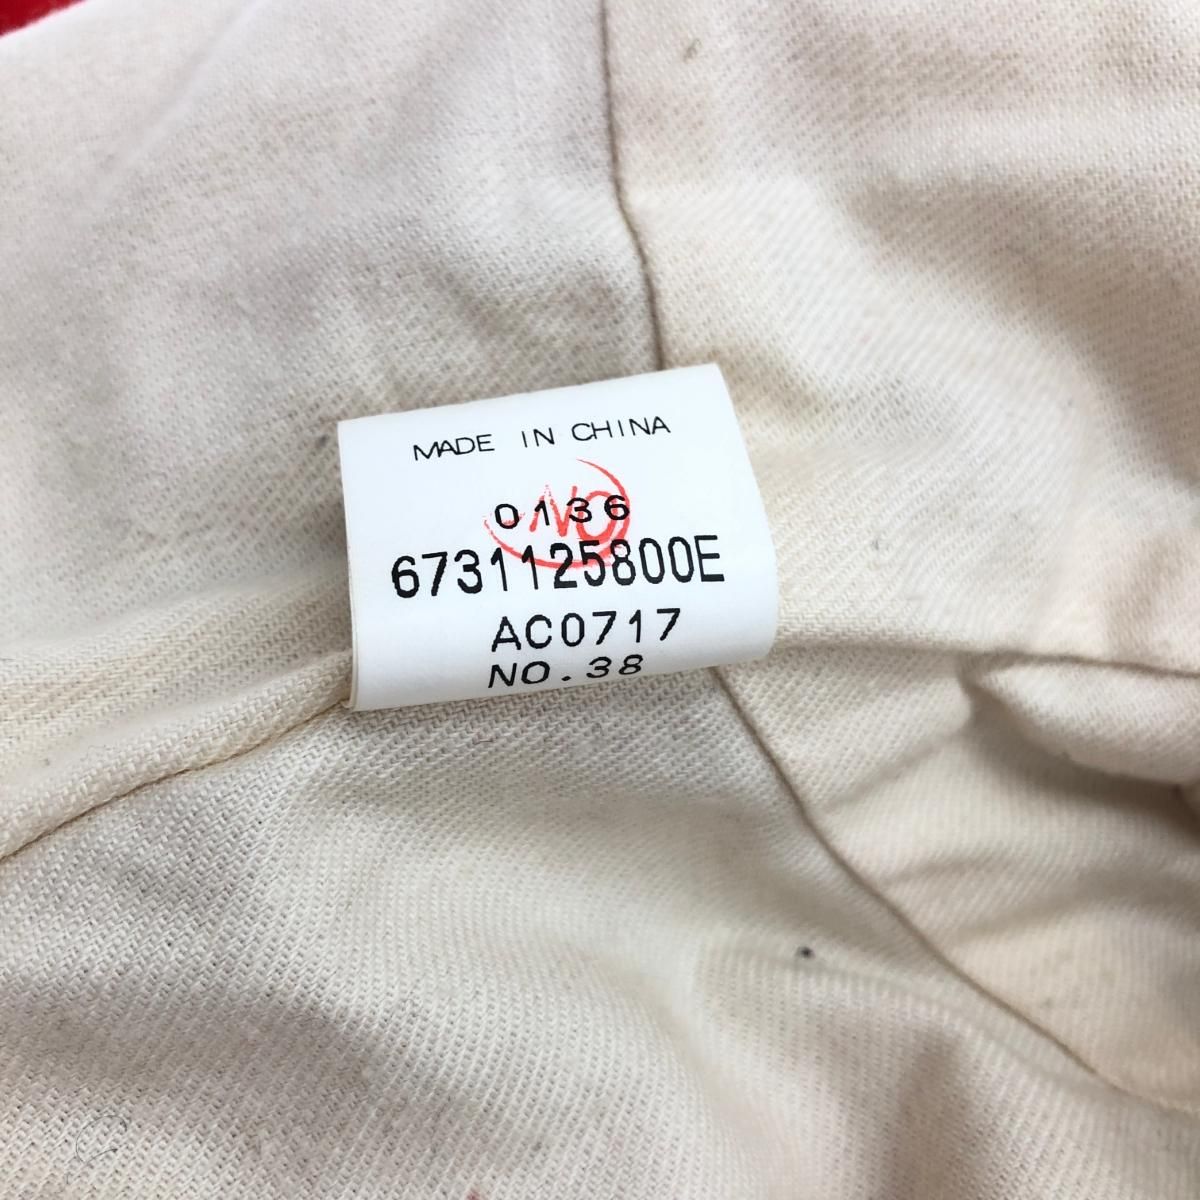 MADE IN CHINA
0136
6731125800E
AC0717
NO.38